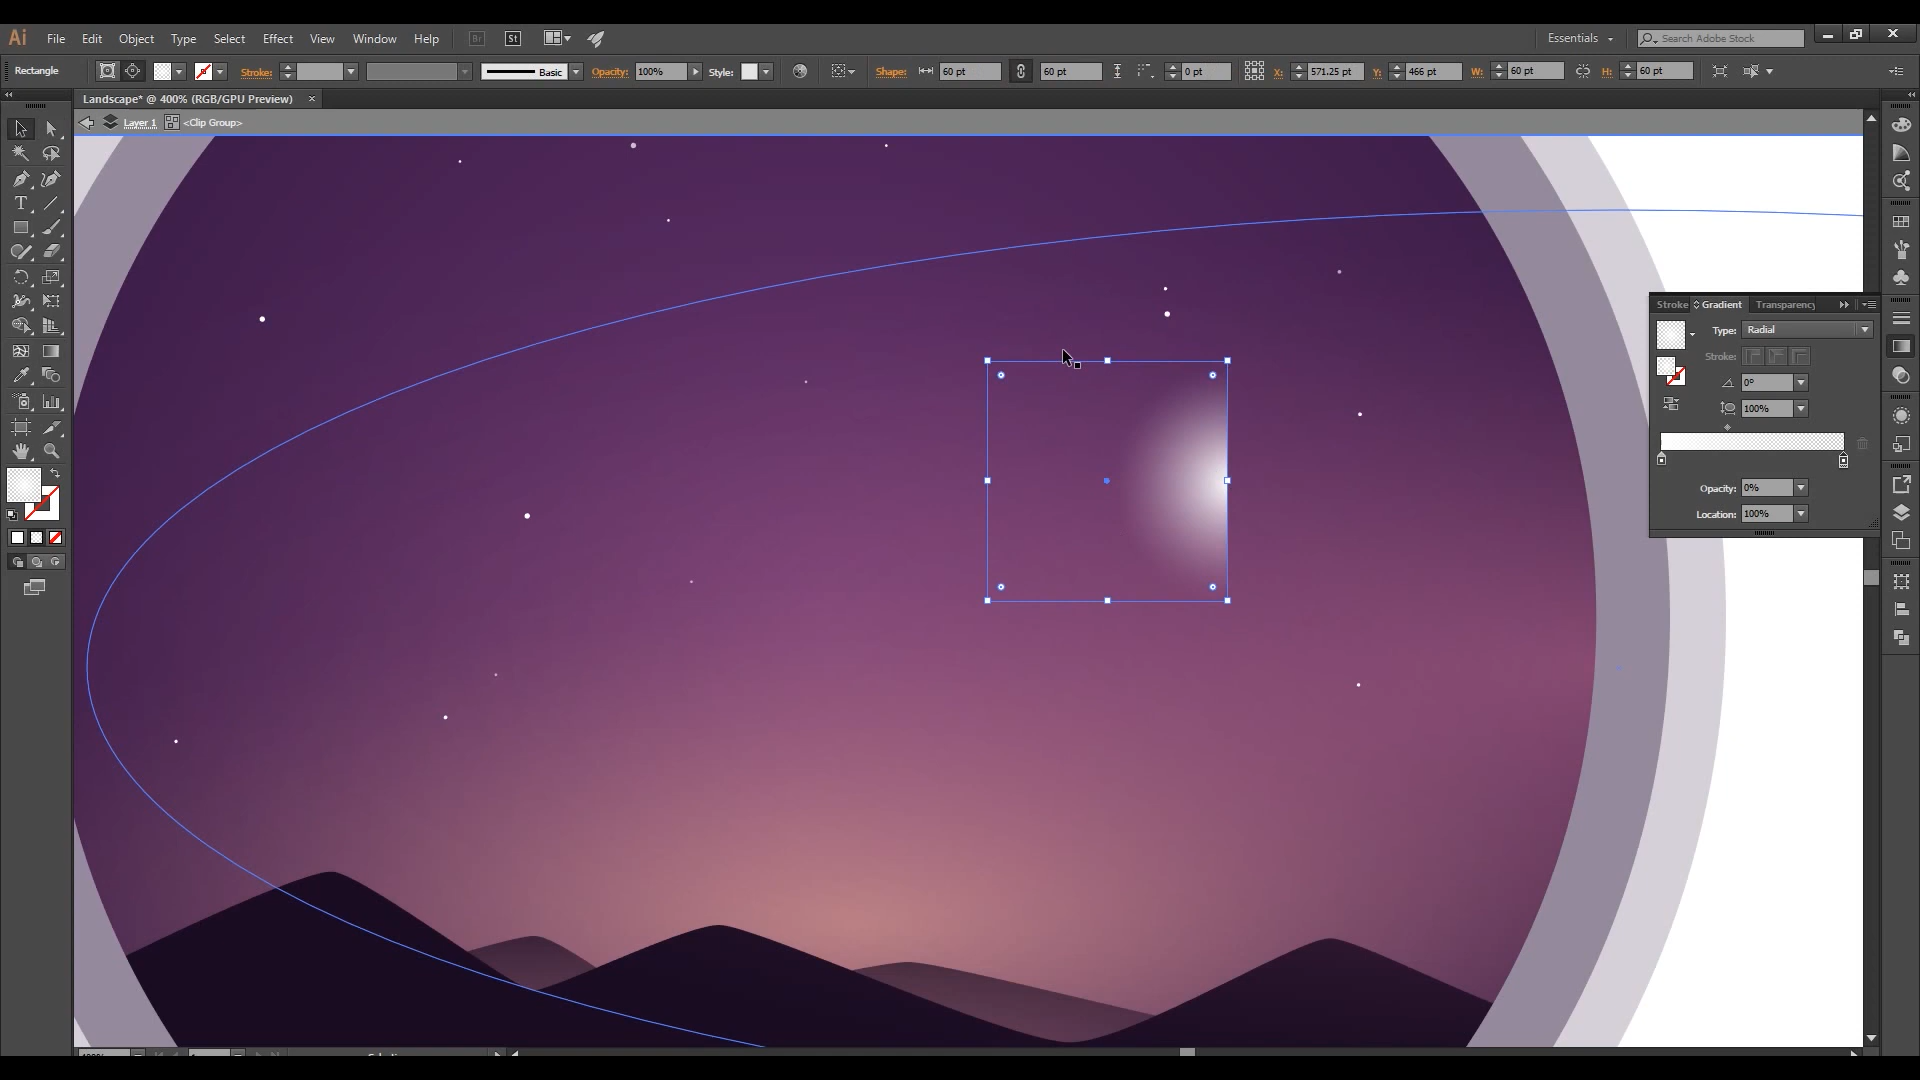 Ai File Edit Object Type Select Effect View Window Help Br St Essentials Search Adobe Stock
Rectangle Stroke: Basic Opacity: 100% Style: Shape: 60 pt 60 pt 0 pt X: 571.25 pt Y: 466 pt W: 60 pt H: 60 pt
Landscape* @ 400% (RGB/GPU Preview) ×
Layer 1 <Clip Group>
Stroke Gradient Transparency
Type: Radial
Stroke:
0°
100%
Opacity: 0%
Location: 100%